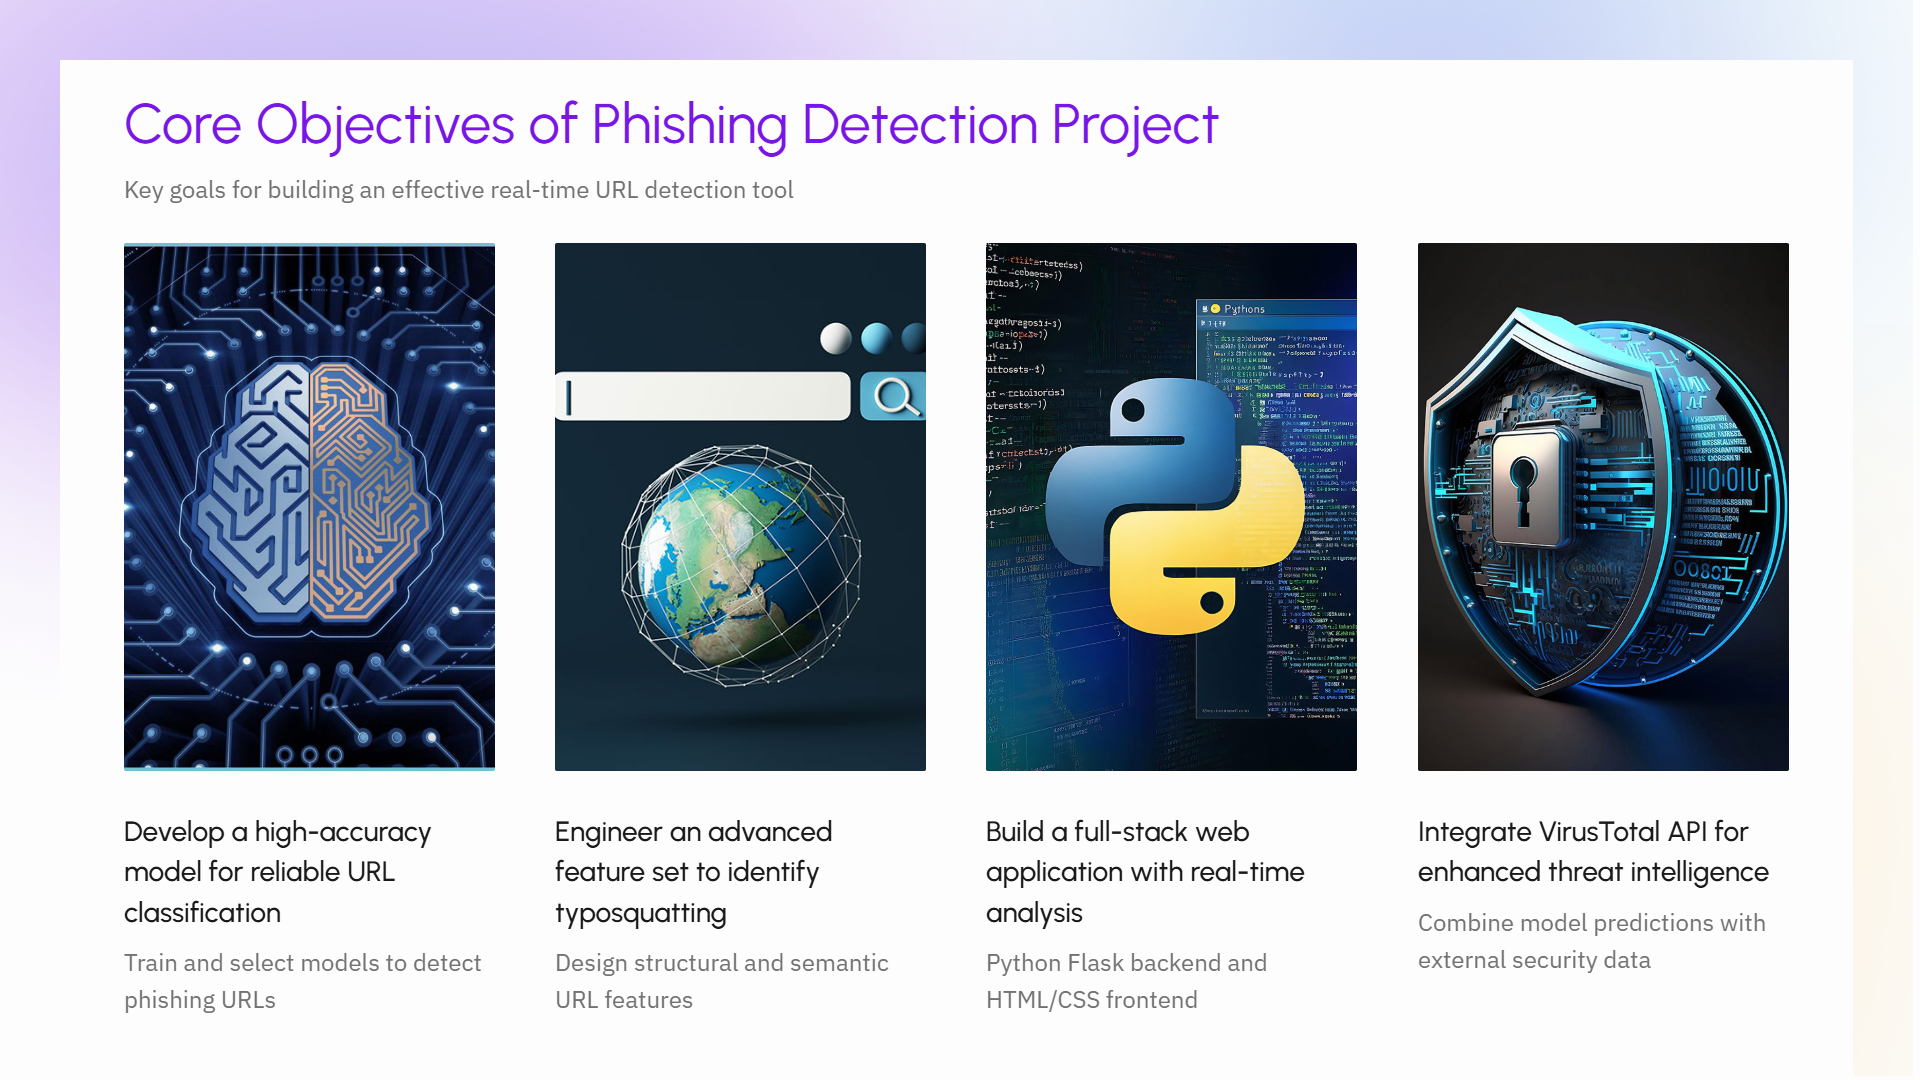 Core Objectives of Phishing Detection Project
Key goals for building an effective real-time URL detection tool
Pythons
Develop a high-accuracy
model for reliable URL
classification
Train and select models to detect
phishing URLs
Engineer an advanced
feature set to identify
typosquatting
Design structural and semantic
URL features
Build a full-stack web
application with real-time
analysis
Python Flask backend and
HTML/CSS frontend
Integrate VirusTotal API for
enhanced threat intelligence
Combine model predictions with
external security data